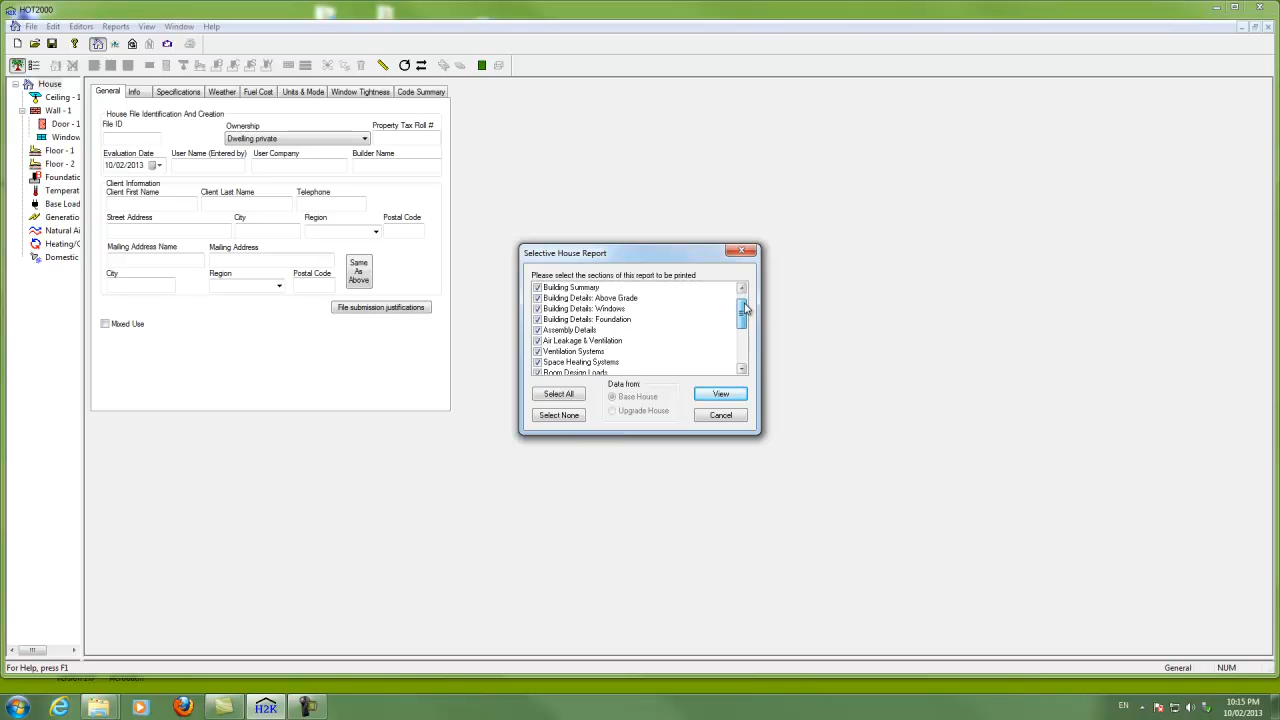 HOT2000
File Edit Editors Reports View Window Help
House
Ceiling - 1
Wall - 1
Door - 1
Window
Floor - 1
Floor - 2
Foundatio
Temperat
Base Load
Generatio
Natural Ai
Heating/C
Domestic
General Info Specifications Weather Fuel Cost Units & Mode Window Tightness Code Summary
House File Identification And Creation
File ID Ownership Property Tax Roll #
Dwelling private
Evaluation Date User Name (Entered by) User Company Builder Name
10/02/2013
Client Information
Client First Name Client Last Name Telephone
Street Address City Region Postal Code
Mailing Address Name Mailing Address
Same As Above
City Region Postal Code
File submission justifications
Mixed Use
Selective House Report
Please select the sections of this report to be printed
Building Summary
Building Details: Above Grade
Building Details: Windows
Building Details: Foundation
Assembly Details
Air Leakage & Ventilation
Ventilation Systems
Space Heating Systems
Room Design Loads
Select All
Select None
Data from:
Base House
Upgrade House
View
Cancel
For Help, press F1
General NUM
H2K
EN
10:15 PM
10/02/2013